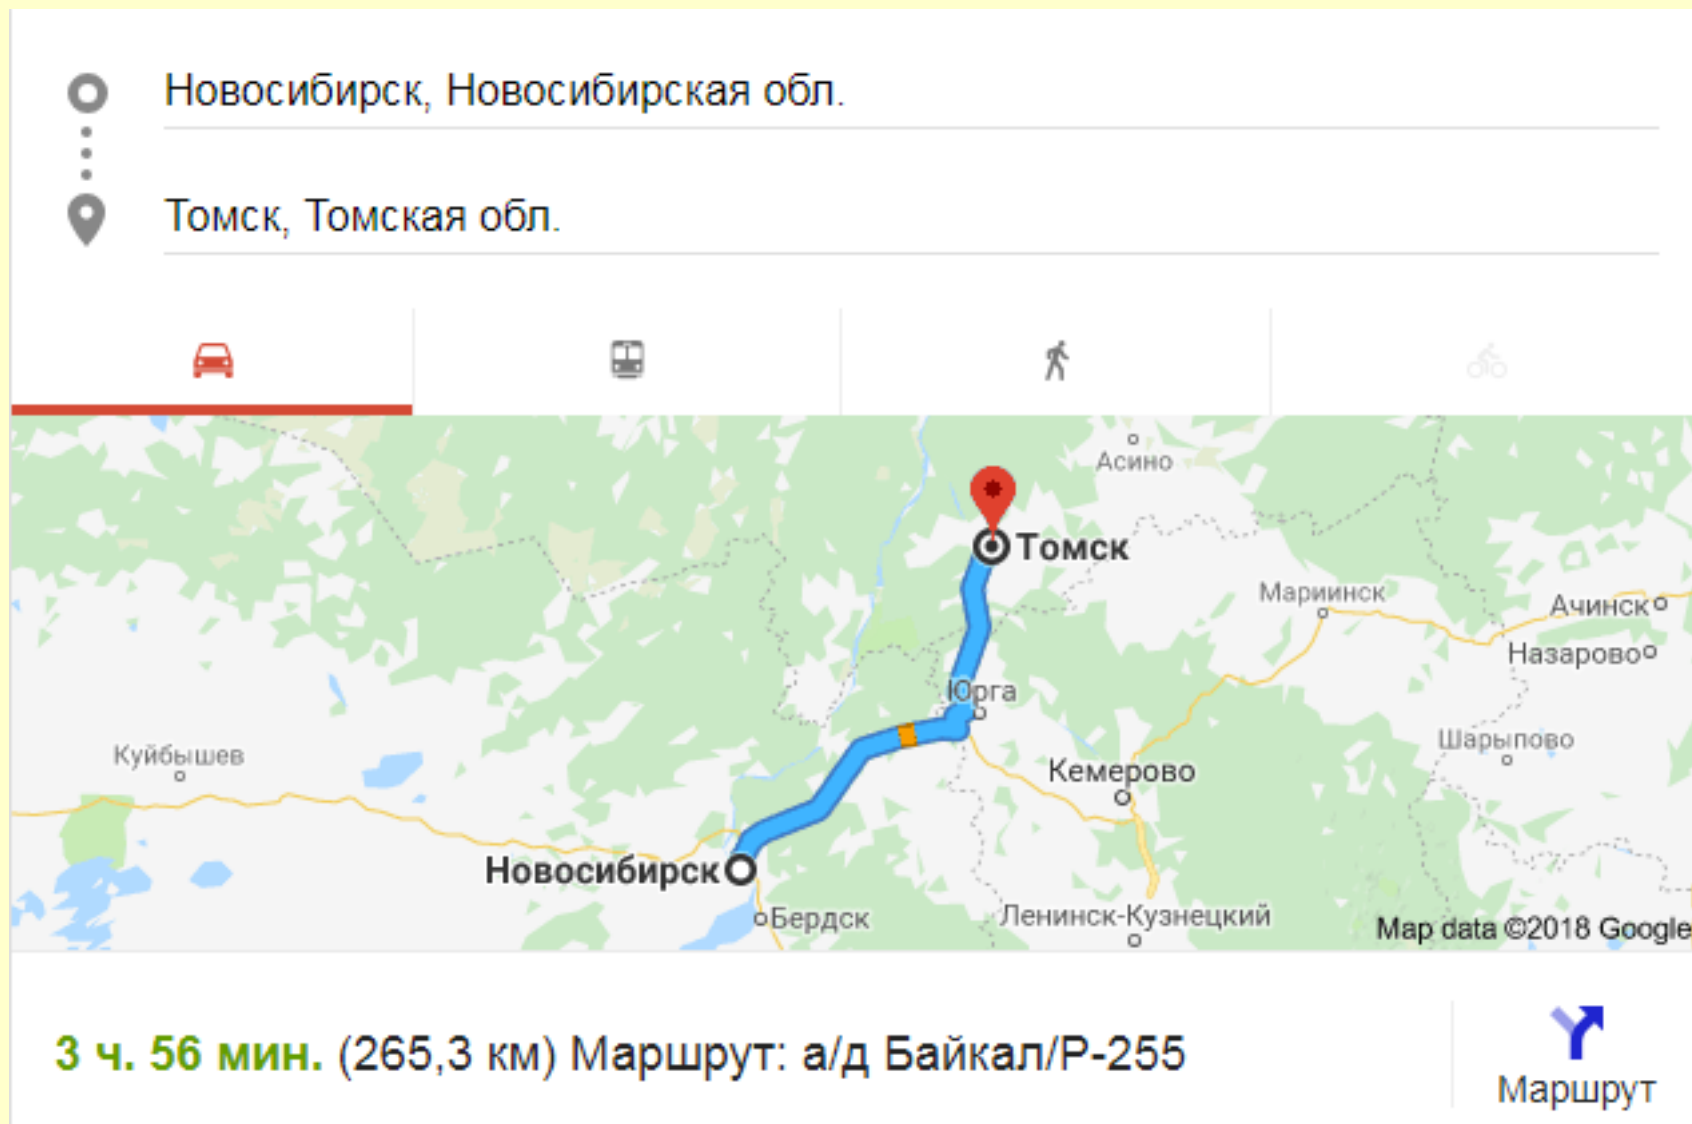 Новосибирск, Новосибирская обл.
Томск, Томская обл.
Асино
Томск
Мариинск
Ачинск
Назарово
Юрга
Шарыпово
Куйбышев
Кемерово
Новосибирск
Бердск
Ленинск-Кузнецкий
Map data ©2018 Google
3 ч. 56 мин. (265,3 км) Маршрут: а/д Байкал/Р-255
Маршрут